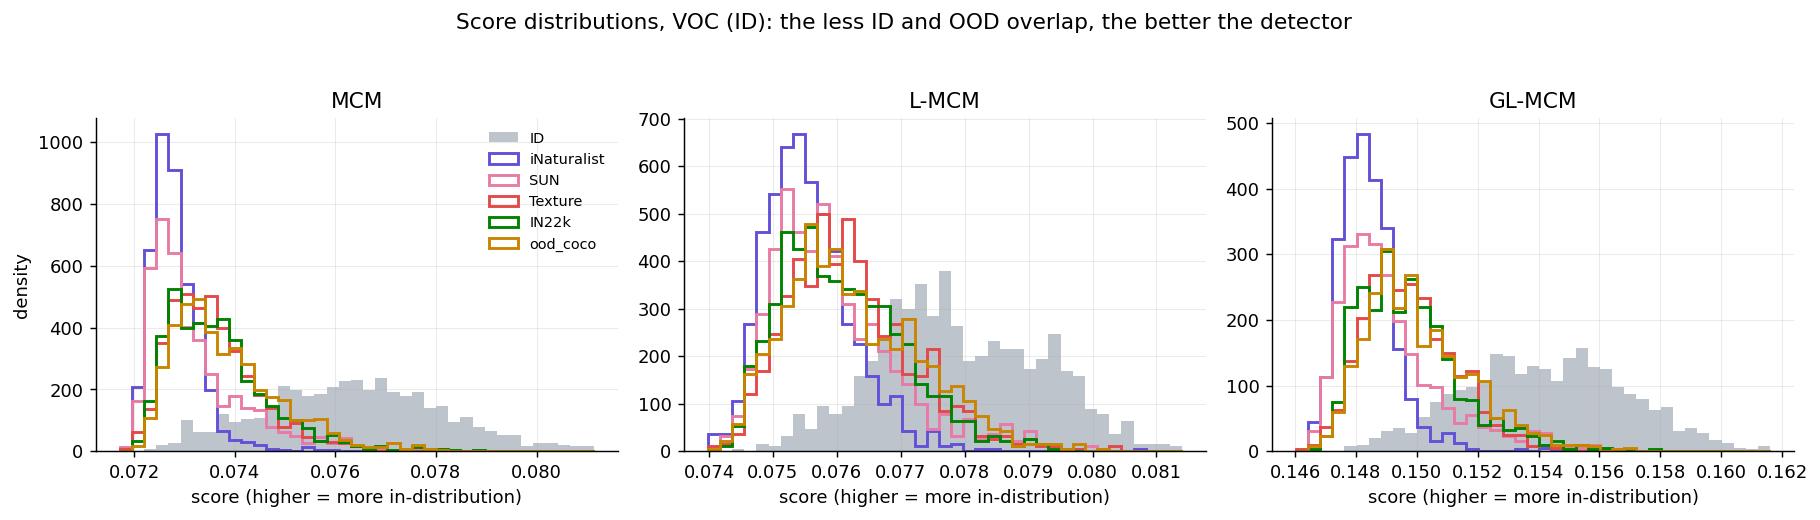 Score distributions, VOC (ID): the less ID and OOD overlap, the better the detector
MCM
density
1000
800
600
400
200
0
0.072 0.074 0.076 0.078 0.080
score (higher = more in-distribution)
ID
iNaturalist
SUN
Texture
IN22k
ood_coco
L-MCM
700
600
500
400
300
200
100
0
0.074 0.075 0.076 0.077 0.078 0.079 0.080 0.081
score (higher = more in-distribution)
GL-MCM
500
400
300
200
100
0
0.146 0.148 0.150 0.152 0.154 0.156 0.158 0.160 0.162
score (higher = more in-distribution)